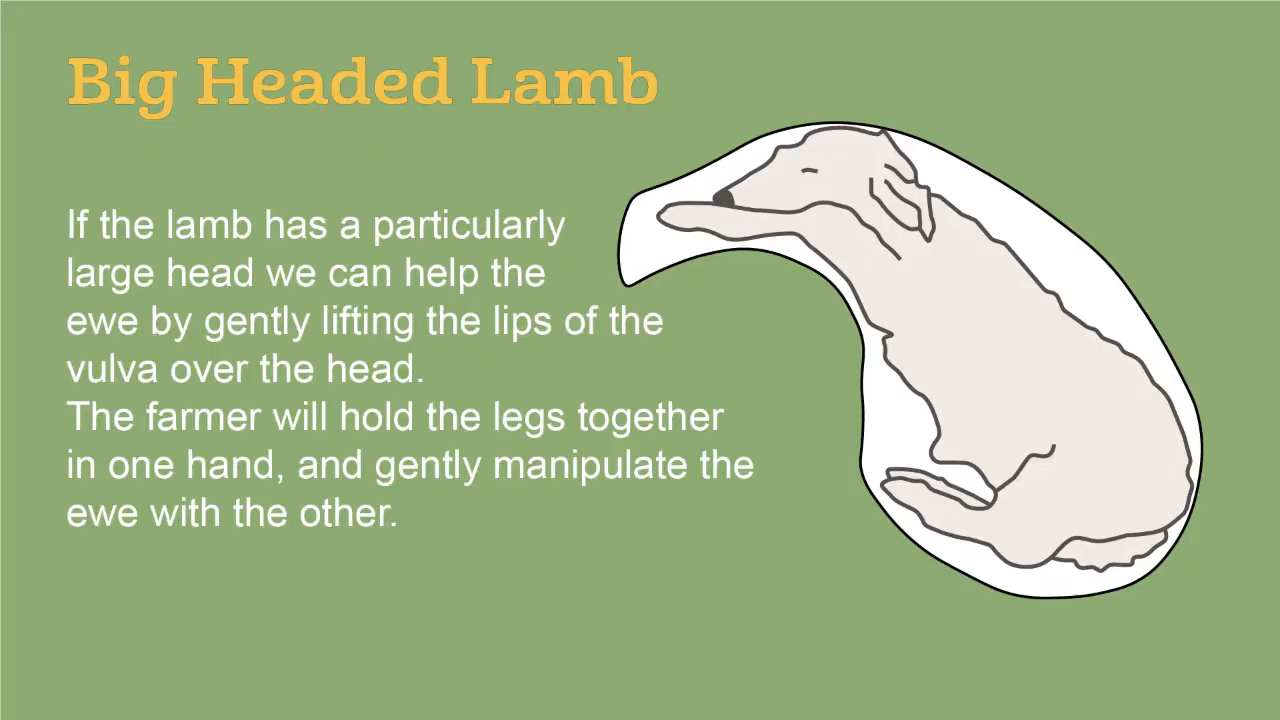 Big Headed Lamb
If the lamb has a particularly
large head we can help the
ewe by gently lifting the lips of the
vulva over the head.
The farmer will hold the legs together
in one hand, and gently manipulate the
ewe with the other.